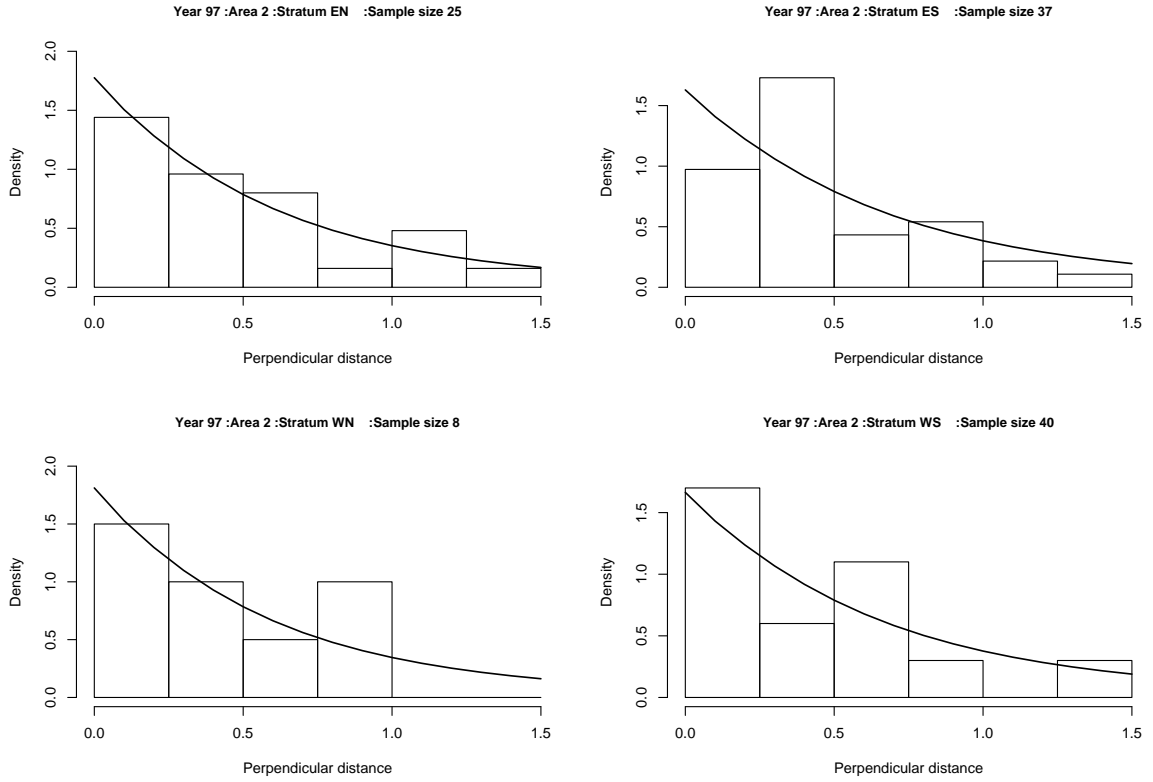 Year 97 :Area 2 :Stratum EN :Sample size 25
Density
2.0
1.5
1.0
0.5
0.0
0.0 0.5 1.0 1.5
Perpendicular distance
Year 97 :Area 2 :Stratum ES :Sample size 37
Density
1.5
1.0
0.5
0.0
0.0 0.5 1.0 1.5
Perpendicular distance
Year 97 :Area 2 :Stratum WN :Sample size 8
Density
2.0
1.5
1.0
0.5
0.0
0.0 0.5 1.0 1.5
Perpendicular distance
Year 97 :Area 2 :Stratum WS :Sample size 40
Density
1.5
1.0
0.5
0.0
0.0 0.5 1.0 1.5
Perpendicular distance